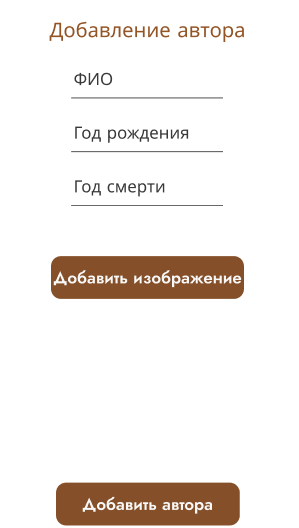 Добавление автора
ФИО
Год рождения
Год смерти
Добавить изображение
Добавить автора